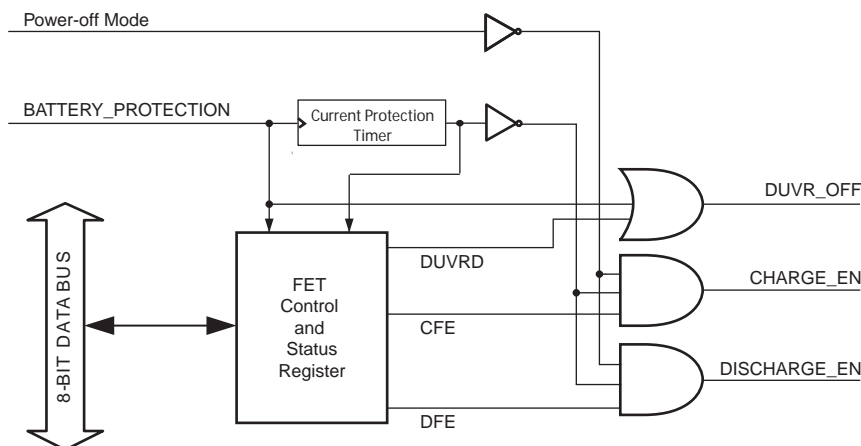 Power-off Mode
BATTERY_PROTECTION
Current Protection
Timer
DUVR_OFF
DUVRD
FET
Control
and
Status
Register
CHARGE_EN
CFE
8-BIT DATA BUS
DISCHARGE_EN
DFE